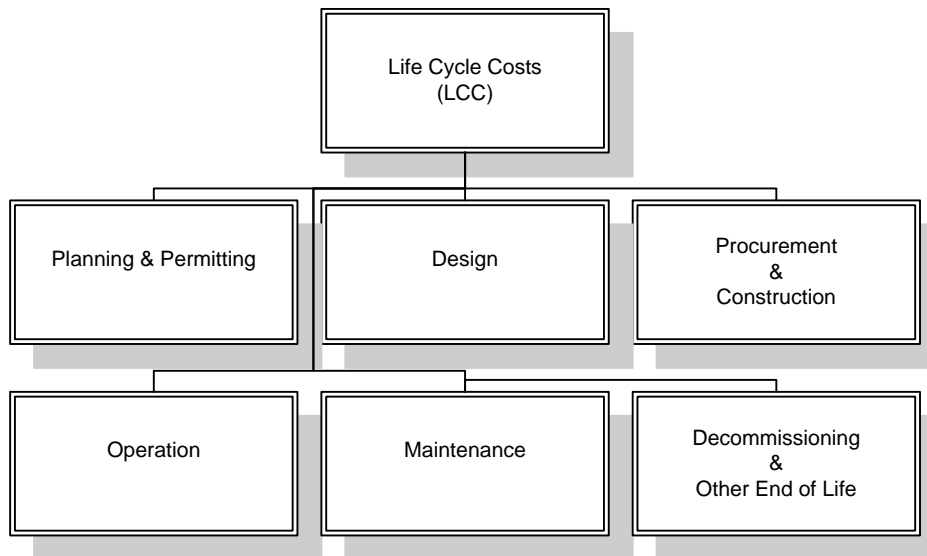 Life Cycle Costs
(LCC)
Planning & Permitting
Design
Procurement
&
Construction
Operation
Maintenance
Decommissioning
&
Other End of Life